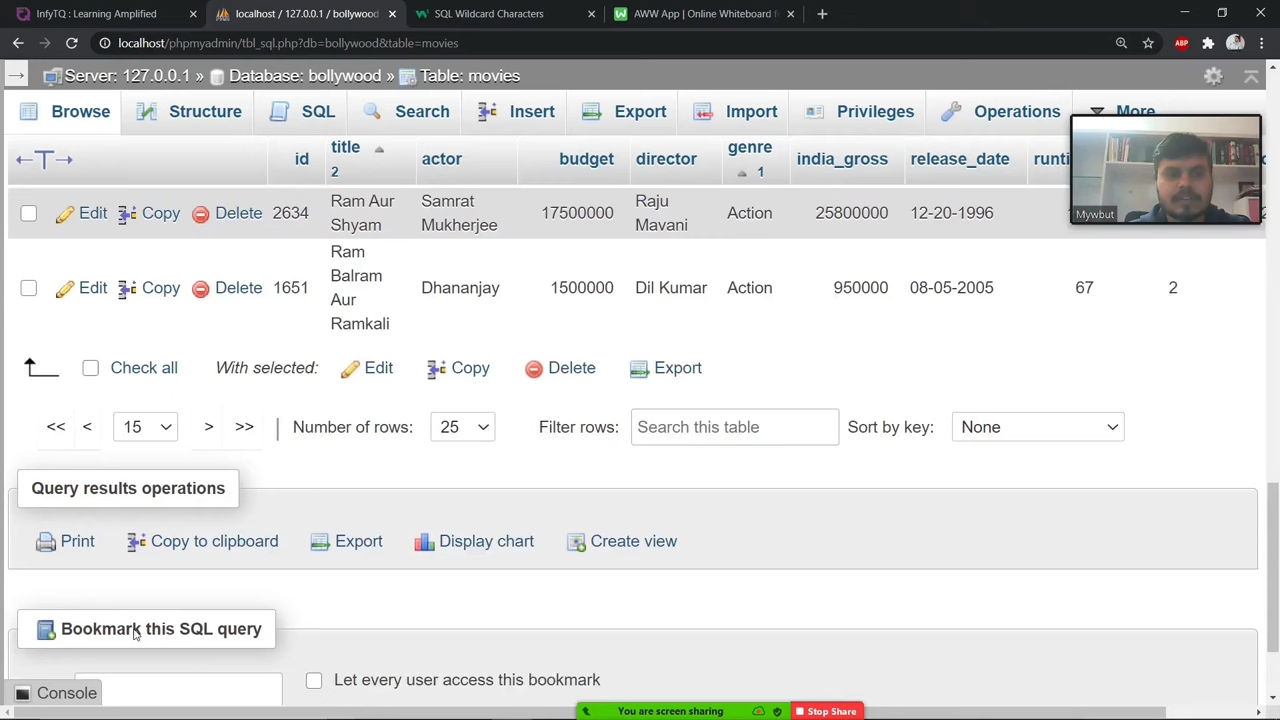 InfyTQ : Learning Amplified
localhost / 127.0.0.1 / bollywood
SQL Wildcard Characters
AWW App | Online Whiteboard for
localhost/phpmyadmin/tbl_sql.php?db=bollywood&table=movies
ABP
Server: 127.0.0.1 » Database: bollywood » Table: movies
Browse Structure SQL Search Insert Export Import Privileges Operations More
id title 2 actor budget director genre 1 india_gross release_date runti
2634 Ram Aur Shyam Samrat Mukherjee 17500000 Raju Mavani Action 25800000 12-20-1996
Edit Copy Delete
Mywbut
Edit Copy Delete 1651 Ram Balram Aur Ramkali Dhananjay 1500000 Dil Kumar Action 950000 08-05-2005 67 2
Check all With selected: Edit Copy Delete Export
<< < 15 > >> | Number of rows: 25 Filter rows: Search this table Sort by key: None
Query results operations
Print Copy to clipboard Export Display chart Create view
Bookmark this SQL query
Let every user access this bookmark
Console
You are screen sharing Stop Share